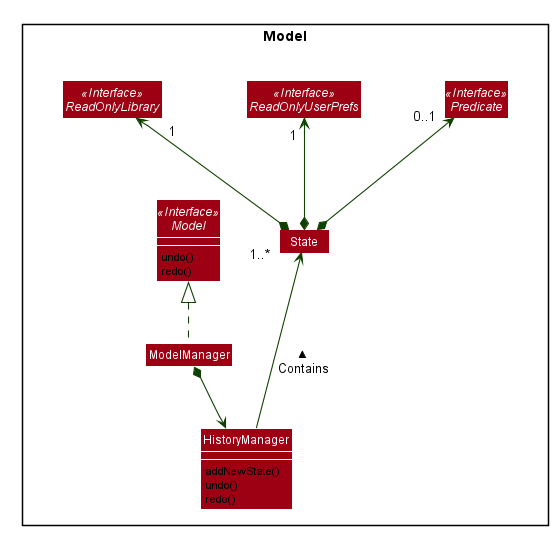 Model
«Interface»
ReadOnlyLibrary
«Interface»
ReadOnlyUserPrefs
«Interface»
Predicate
1
1
0..1
«Interface»
Model
undo()
redo()
State
1..*
ModelManager
▲
Contains
HistoryManager
addNewState()
undo()
redo()